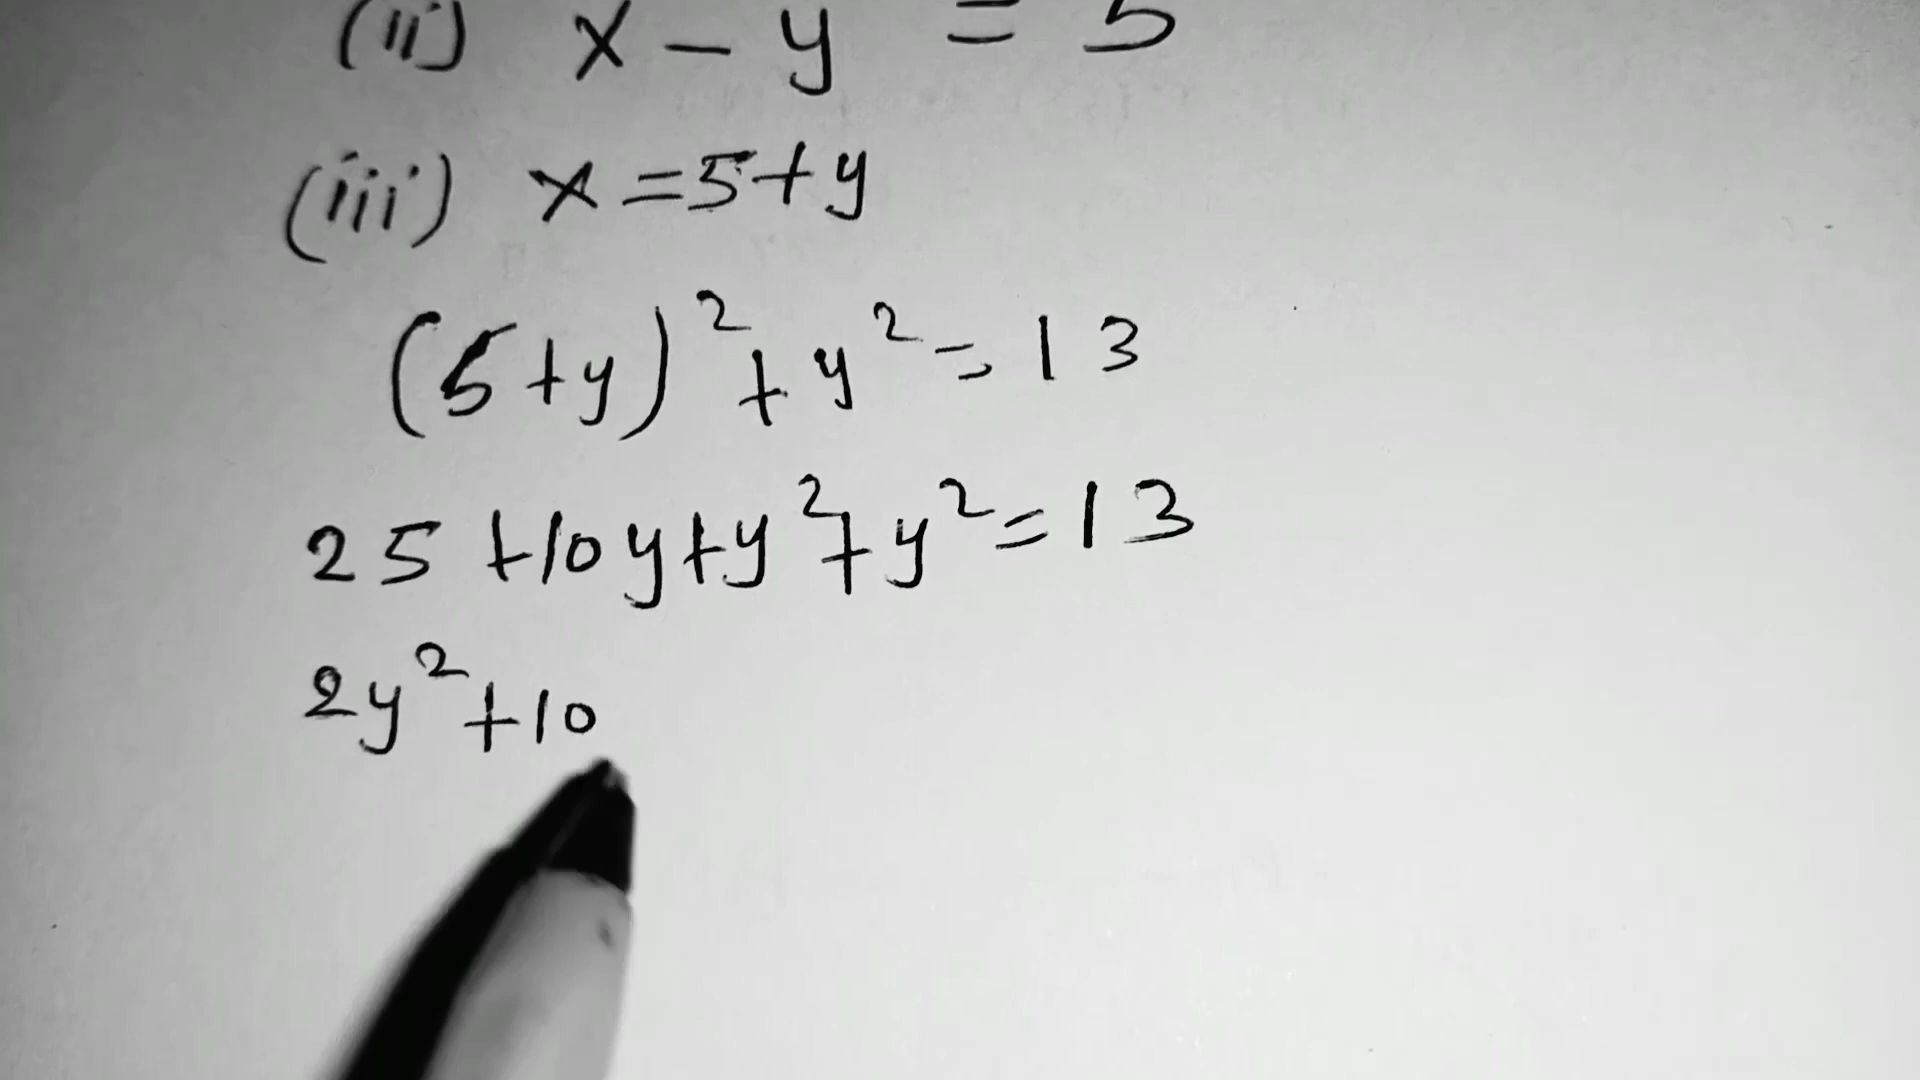 (ii) x - y = 5
(iii) x = 5 + y
(5 + y)² + y² = 13
25 + 10y + y² + y² = 13
2y² + 10